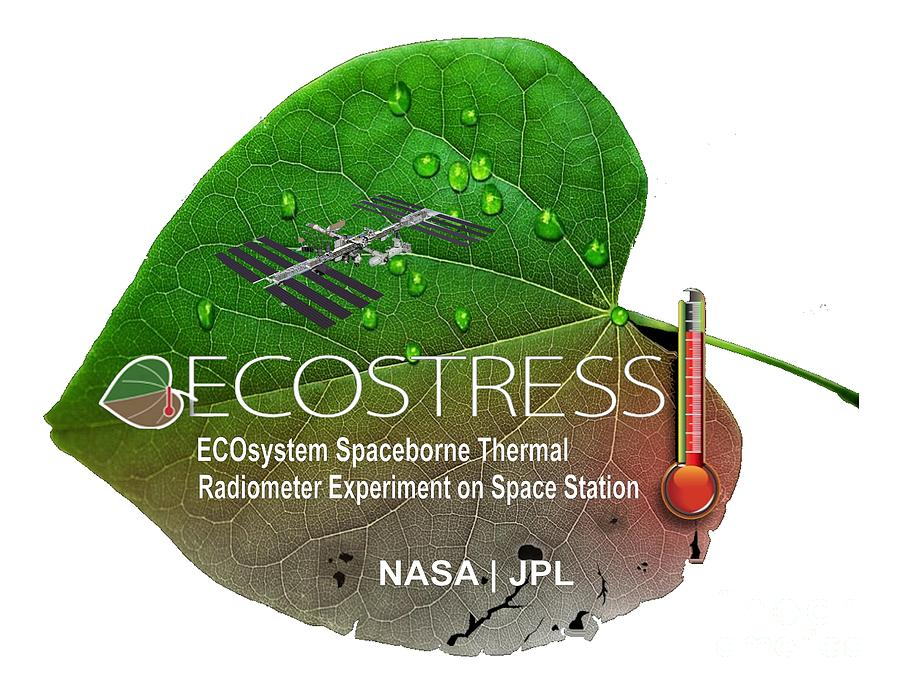 ECOSTRESS
ECOsystem Spaceborne Thermal
Radiometer Experiment on Space Station
NASA | JPL